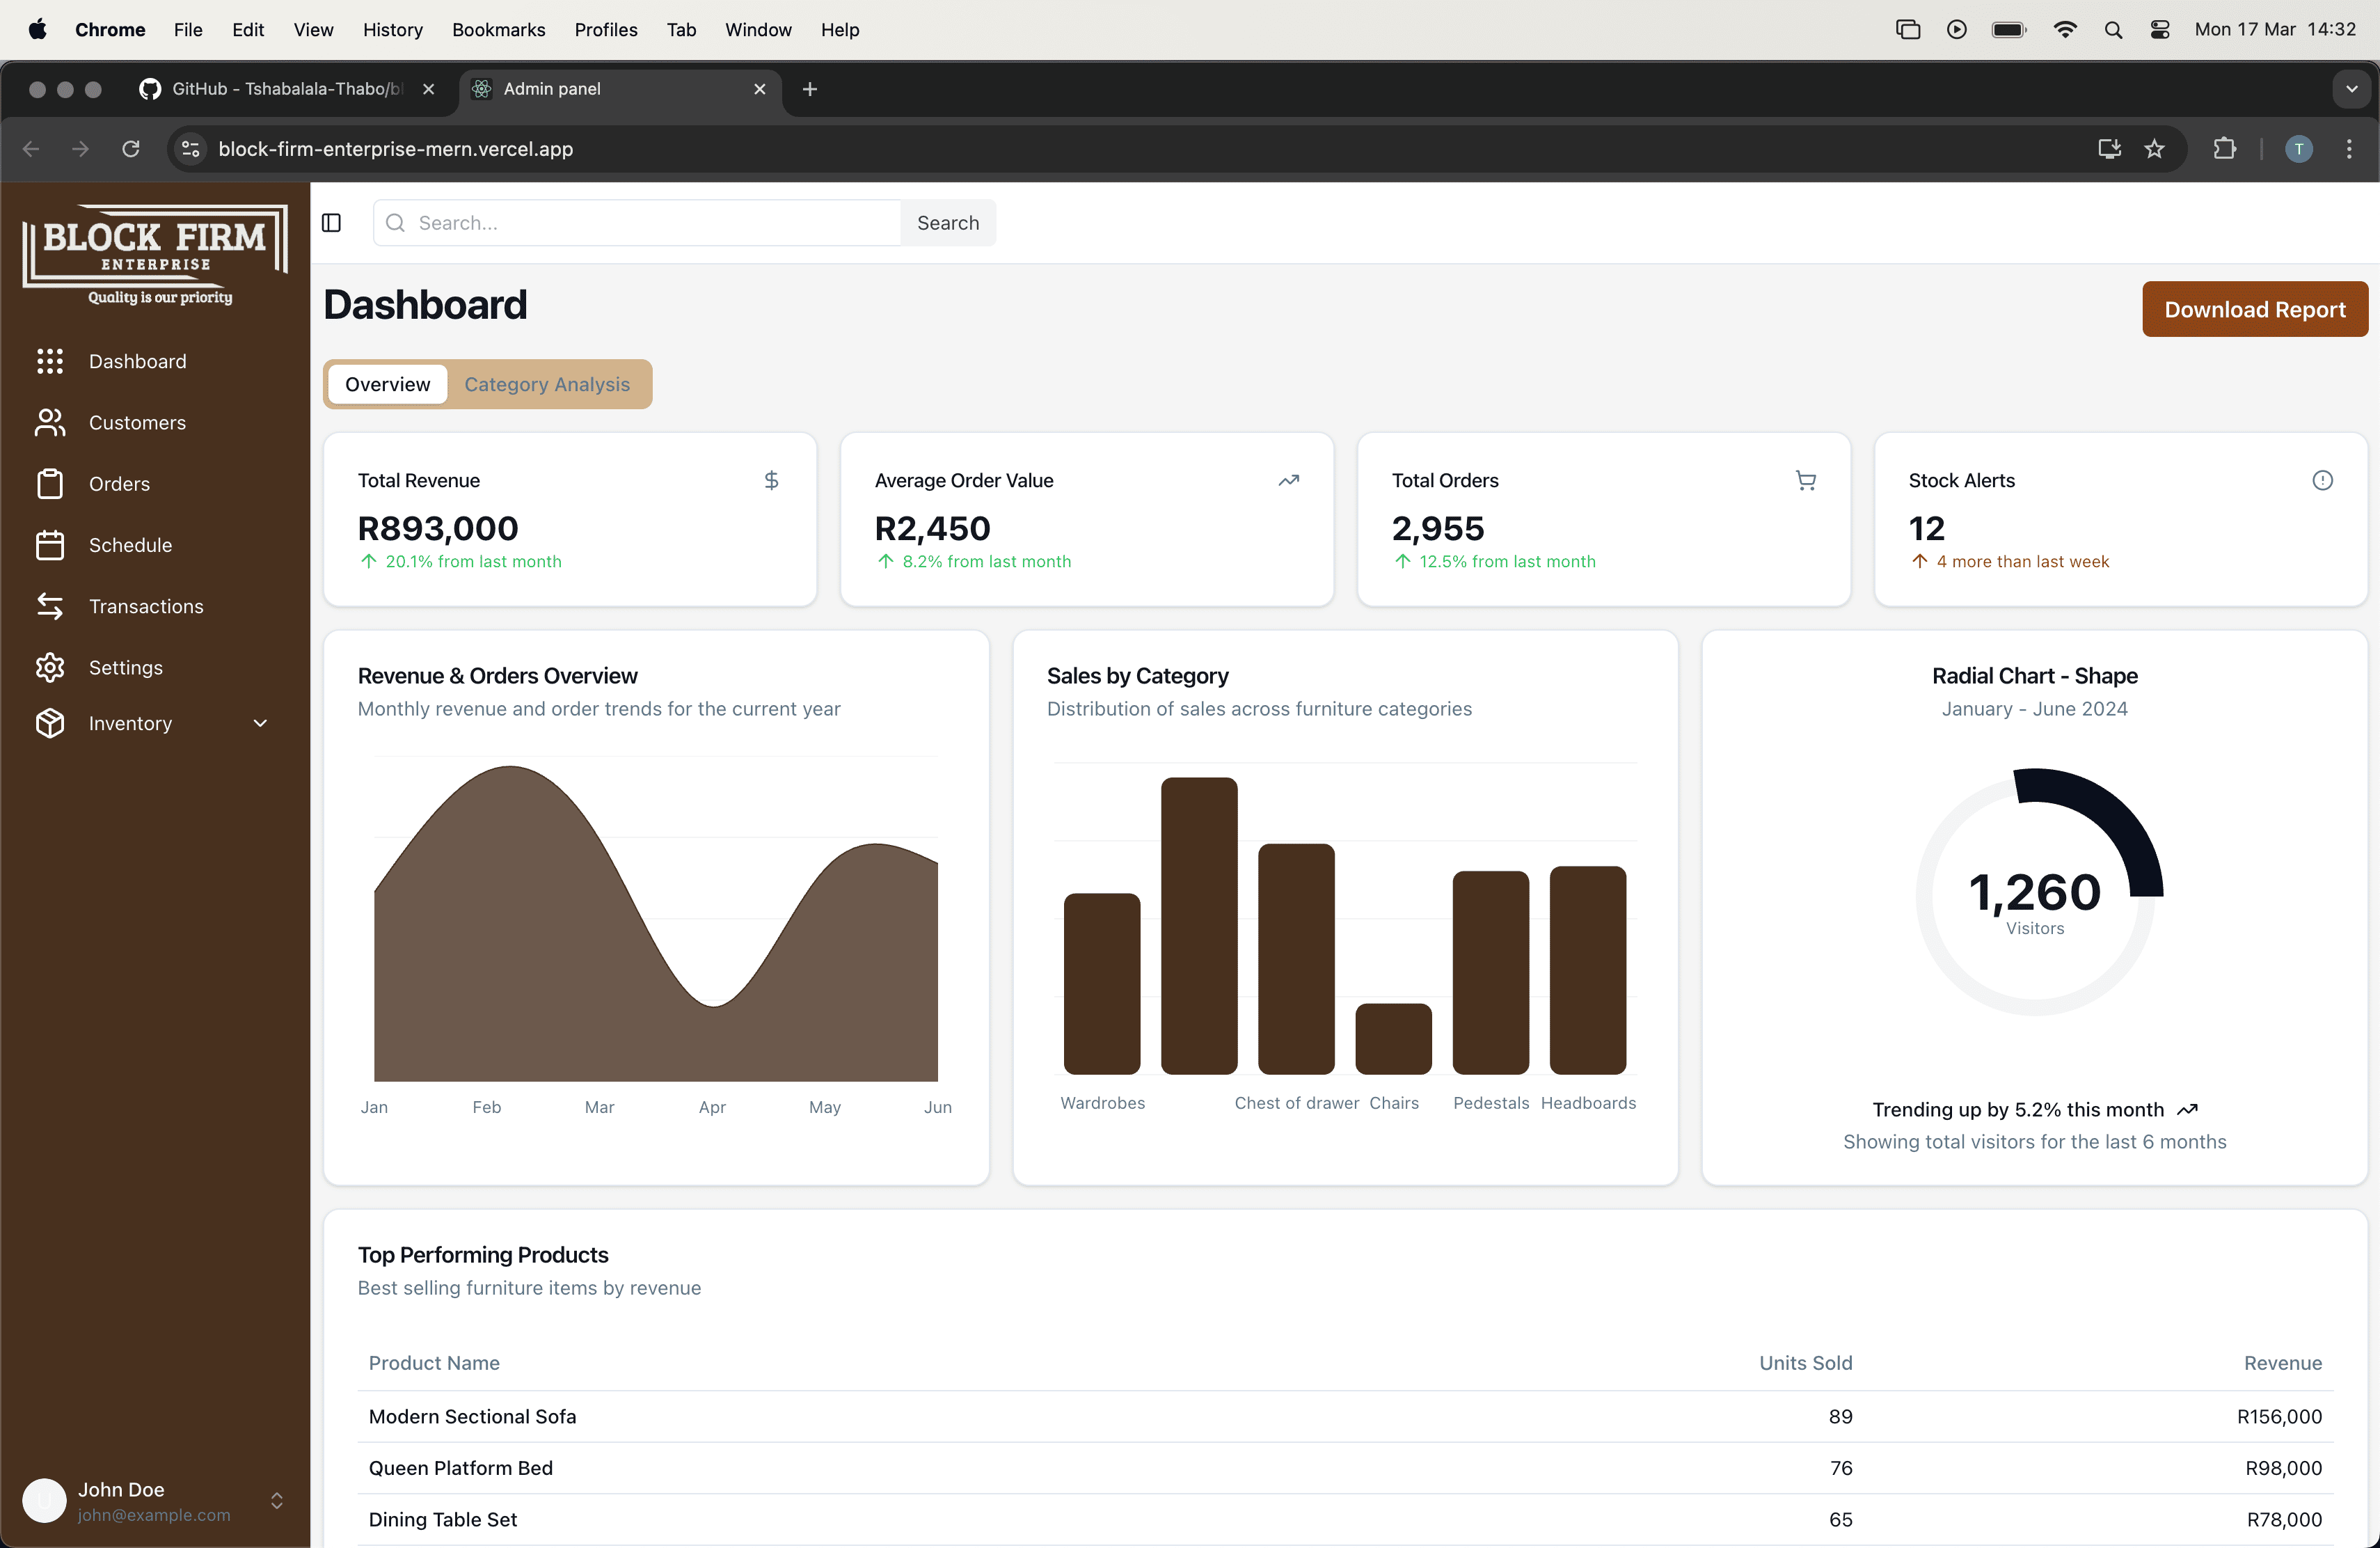 Chrome File Edit View History Bookmarks Profiles Tab Window Help Mon 17 Mar 14:32
GitHub - Tshabalala-Thabo/bl Admin panel
block-firm-enterprise-mern.vercel.app T
BLOCK FIRM
ENTERPRISE
Quality is our priority
Dashboard
Customers
Orders
Schedule
Transactions
Settings
Inventory
John Doe
john@example.com
Search... Search
Dashboard
Download Report
Overview Category Analysis
Total Revenue $
R893,000
20.1% from last month
Average Order Value
R2,450
8.2% from last month
Total Orders
2,955
12.5% from last month
Stock Alerts
12
4 more than last week
Revenue & Orders Overview
Monthly revenue and order trends for the current year
Jan Feb Mar Apr May Jun
Sales by Category
Distribution of sales across furniture categories
Wardrobes Chest of drawer Chairs Pedestals Headboards
Radial Chart - Shape
January - June 2024
1,260
Visitors
Trending up by 5.2% this month
Showing total visitors for the last 6 months
Top Performing Products
Best selling furniture items by revenue
Product Name Units Sold Revenue
Modern Sectional Sofa 89 R156,000
Queen Platform Bed 76 R98,000
Dining Table Set 65 R78,000